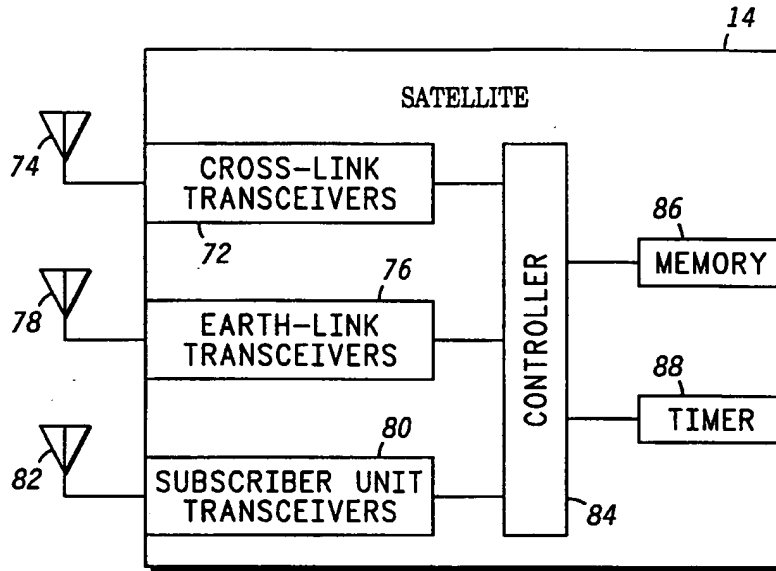 14
SATELLITE
74
CROSS-LINK
TRANSCEIVERS
72
86
MEMORY
76
78
EARTH-LINK
TRANSCEIVERS
CONTROLLER
88
TIMER
80
82
SUBSCRIBER UNIT
TRANSCEIVERS
84